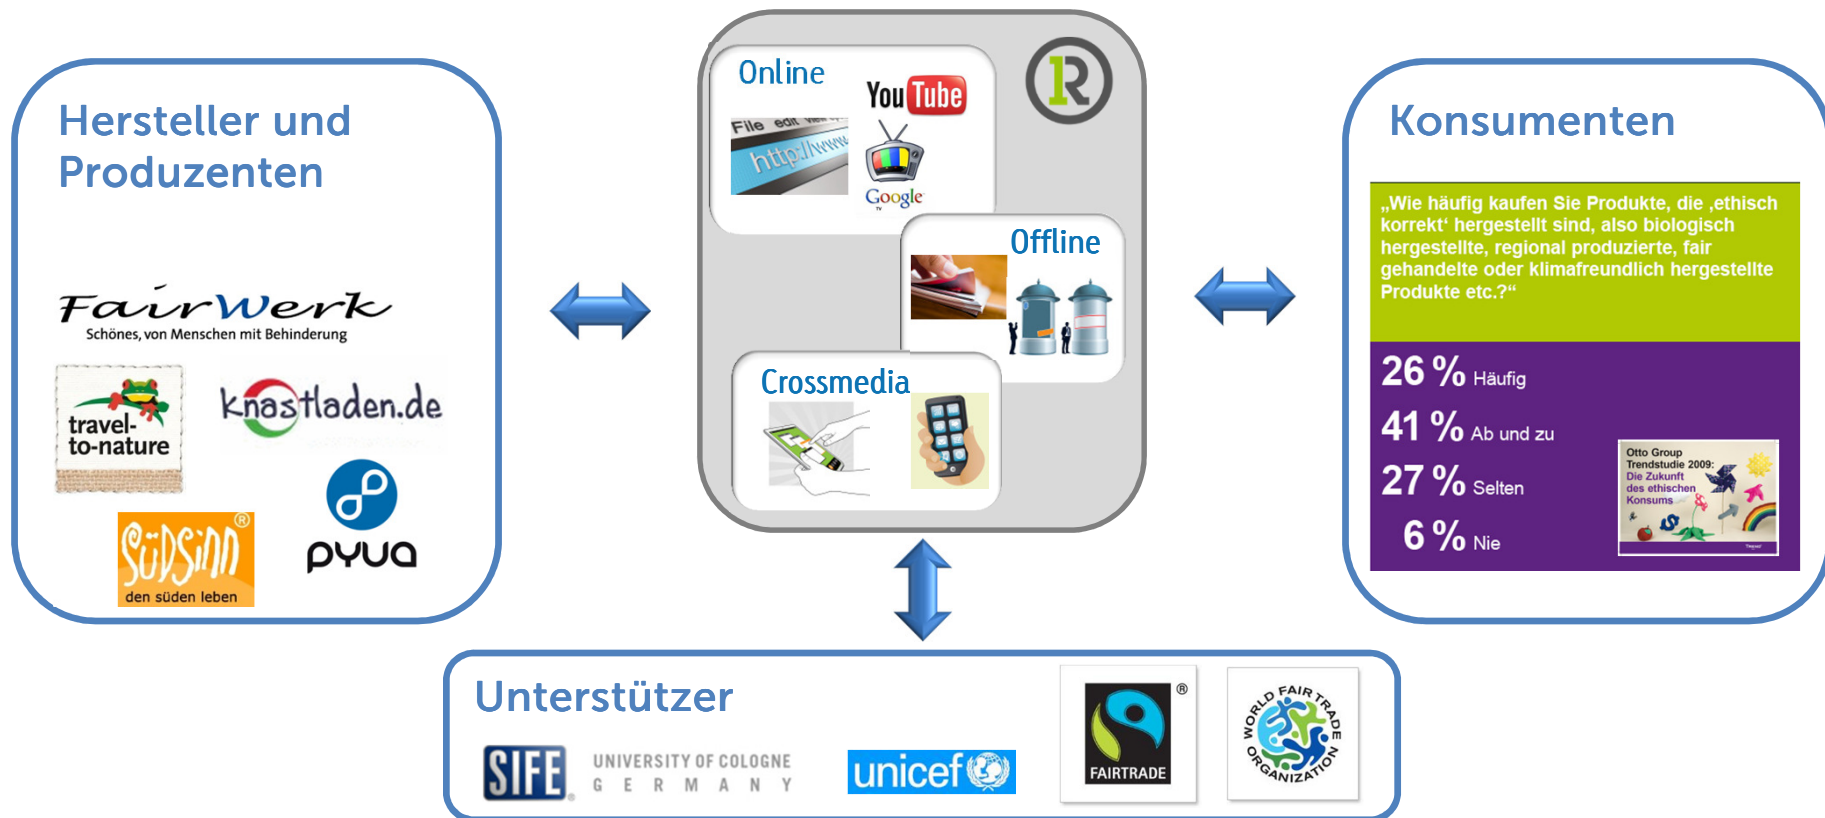 Hersteller und
Produzenten
FairWerk
Schönes, von Menschen mit Behinderung
travel-
to-nature
knastladen.de
SüDSinn®
den süden leben
PYUA
Online
YouTube
File edit view
http://www.
Google
TV
R
Offline
Crossmedia
Konsumenten
„Wie häufig kaufen Sie Produkte, die ‚ethisch
korrekt‘ hergestellt sind, also biologisch
hergestellte, regional produzierte, fair
gehandelte oder klimafreundlich hergestellte
Produkte etc.?“
26 % Häufig
41 % Ab und zu
27 % Selten
6 % Nie
Otto Group
Trendstudie 2009:
Die Zukunft
des ethischen
Konsums
Unterstützer
SIFE®
UNIVERSITY OF COLOGNE
GERMANY
unicef
®
FAIRTRADE
WORLD FAIR TRADE
ORGANIZATION